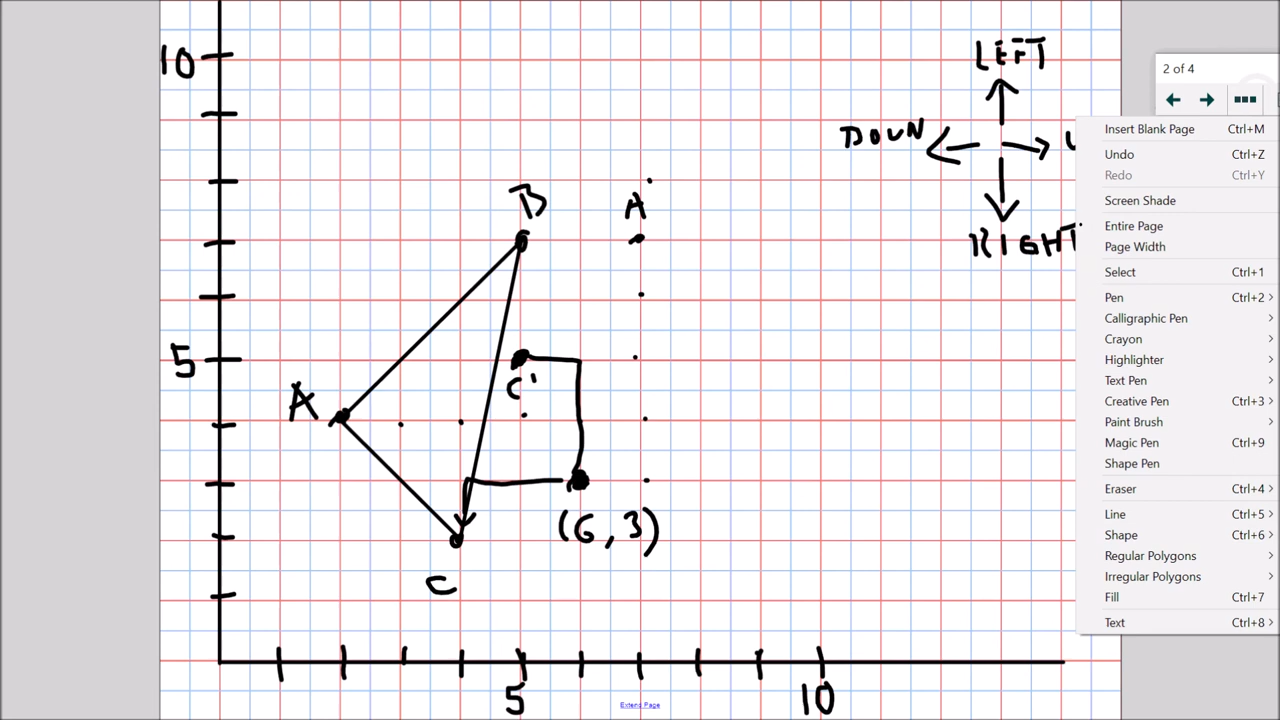 10
LEFT
DOWN
B
A'
RIGHT
5
A
C'
(6,3)
C
5
10
Extend Page
2 of 4
Insert Blank Page Ctrl+M
Undo Ctrl+Z
Redo Ctrl+Y
Screen Shade
Entire Page
Page Width
Select Ctrl+1
Pen Ctrl+2
Calligraphic Pen
Crayon
Highlighter
Text Pen
Creative Pen Ctrl+3
Paint Brush
Magic Pen Ctrl+9
Shape Pen
Eraser Ctrl+4
Line Ctrl+5
Shape Ctrl+6
Regular Polygons
Irregular Polygons
Fill Ctrl+7
Text Ctrl+8